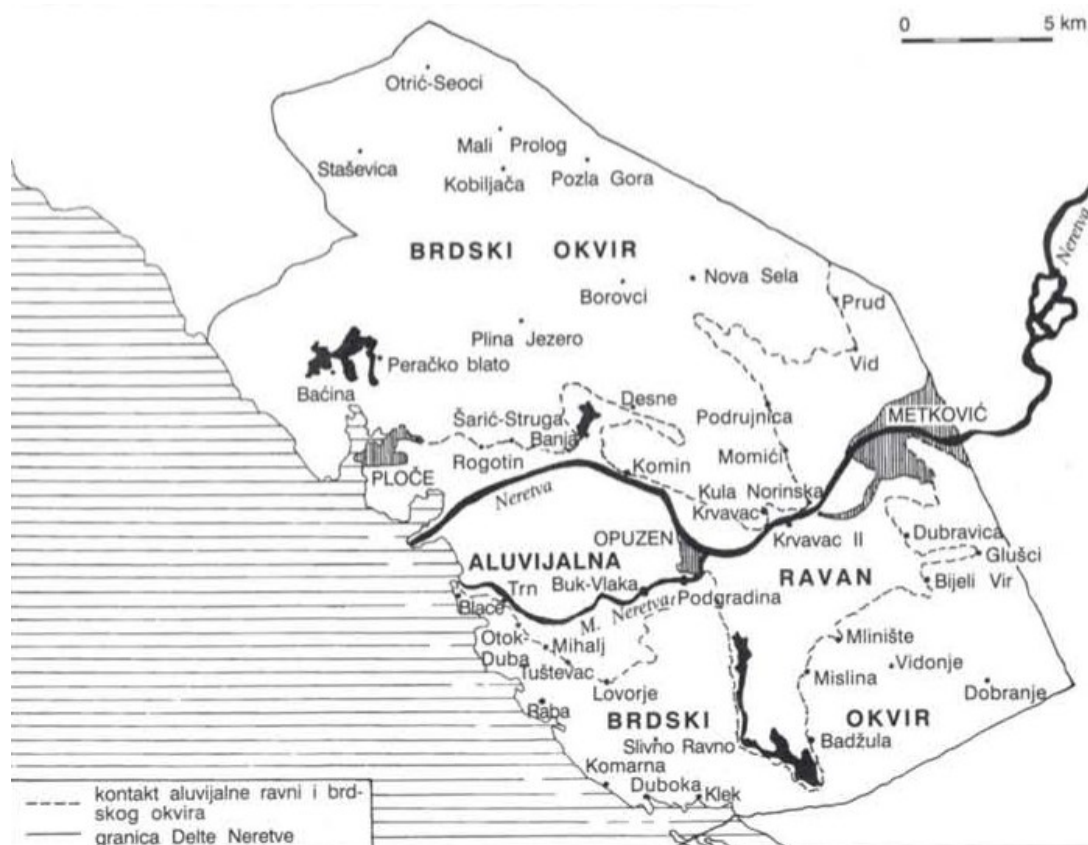 0 5 km
Otrić-Seoci
Mali Prolog
Staševica
Kobiljača
Pozla Gora
Neretva
BRDSKI OKVIR
Nova Sela
Borovci
Prud
Plina Jezero
Vid
Peračko blato
Baćina
Desne
METKOVIĆ
Šarić-Struga
Podrujnica
Banja
Rogotin
Momići
PLOČE
Komin
Kula Norinska
Neretva
Krvavac
OPUZEN
Krvavac II
Dubravica
ALUVIJALNA
Glušci
RAVAN
Trn
Buk-Vlaka
Bijeli Vir
Blace
M. Neretva
Podgradina
Otok
Mihalj
Mlinište
Duba
Tuštevac
Vidonje
Mislina
Lovorje
Dobranje
Raba
BRDSKI
OKVIR
Slivno Ravno
Badžula
Komarna
Duboka
Klek
kontakt aluvijalne ravni i brd-
skog okvira
granica Delte Neretve